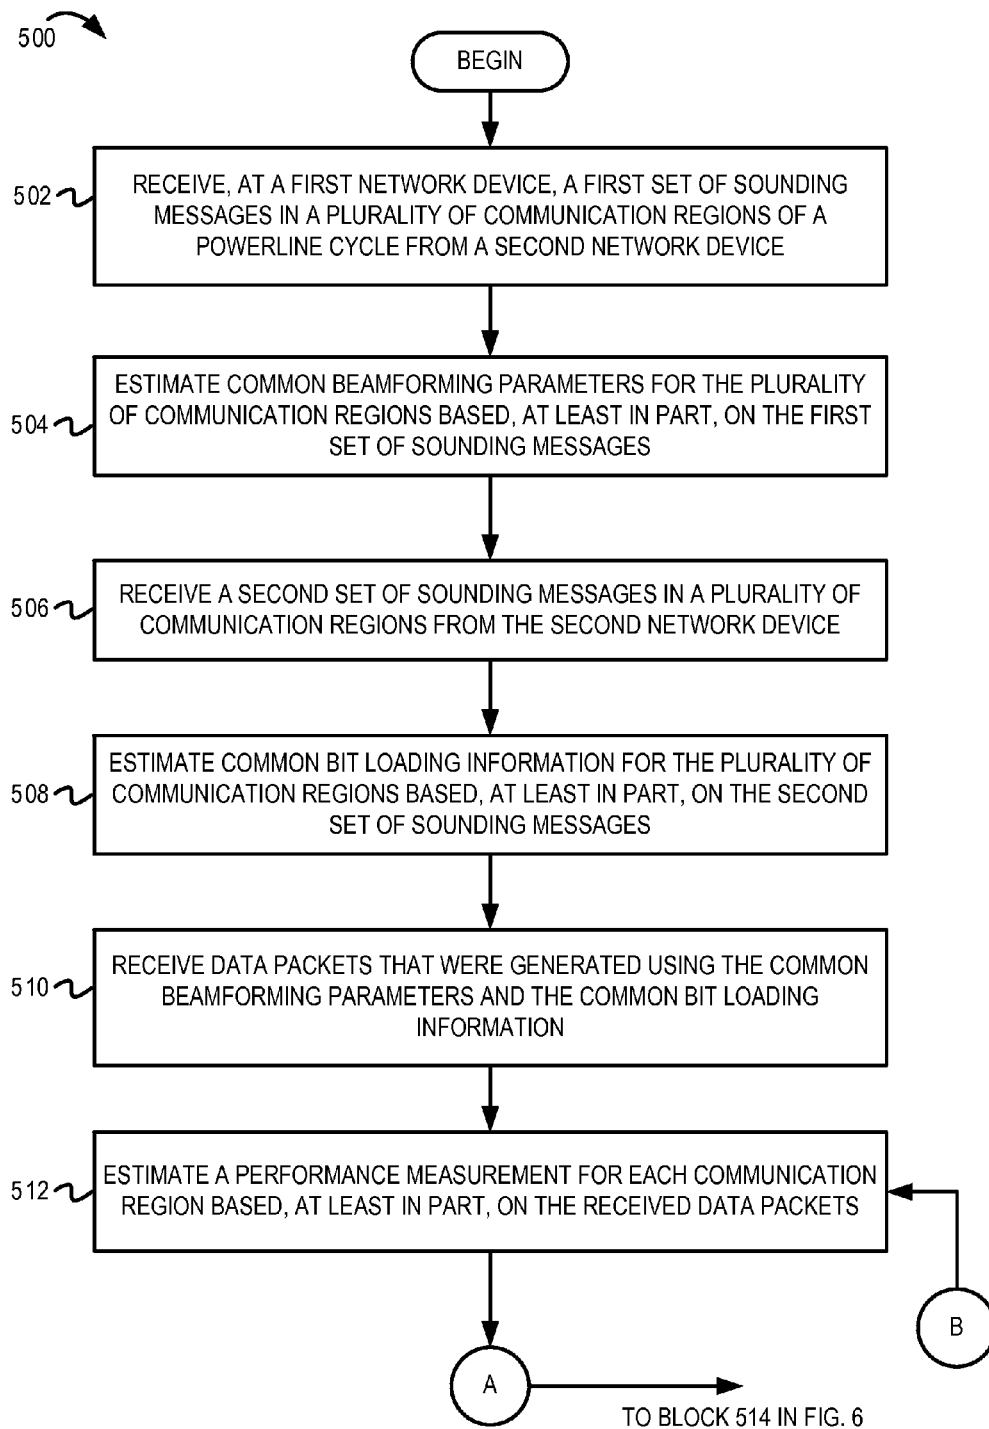 500
BEGIN
502
RECEIVE, AT A FIRST NETWORK DEVICE, A FIRST SET OF SOUNDING
MESSAGES IN A PLURALITY OF COMMUNICATION REGIONS OF A
POWERLINE CYCLE FROM A SECOND NETWORK DEVICE
504
ESTIMATE COMMON BEAMFORMING PARAMETERS FOR THE PLURALITY
OF COMMUNICATION REGIONS BASED, AT LEAST IN PART, ON THE FIRST
SET OF SOUNDING MESSAGES
506
RECEIVE A SECOND SET OF SOUNDING MESSAGES IN A PLURALITY OF
COMMUNICATION REGIONS FROM THE SECOND NETWORK DEVICE
508
ESTIMATE COMMON BIT LOADING INFORMATION FOR THE PLURALITY OF
COMMUNICATION REGIONS BASED, AT LEAST IN PART, ON THE SECOND
SET OF SOUNDING MESSAGES
510
RECEIVE DATA PACKETS THAT WERE GENERATED USING THE COMMON
BEAMFORMING PARAMETERS AND THE COMMON BIT LOADING
INFORMATION
512
ESTIMATE A PERFORMANCE MEASUREMENT FOR EACH COMMUNICATION
REGION BASED, AT LEAST IN PART, ON THE RECEIVED DATA PACKETS
B
A
TO BLOCK 514 IN FIG. 6